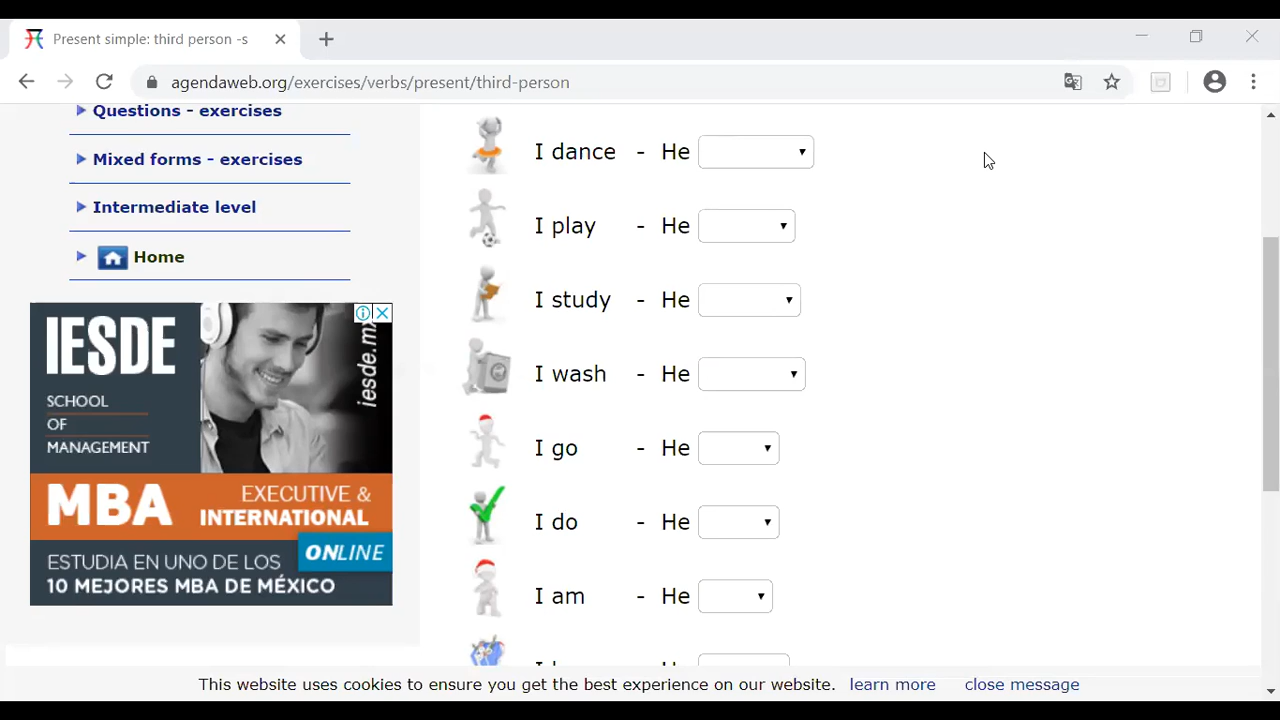 Present simple: third person -s
agendaweb.org/exercises/verbs/present/third-person
Questions - exercises
Mixed forms - exercises
Intermediate level
Home
IESDE
SCHOOL
OF
MANAGEMENT
iesde.mx
MBA
EXECUTIVE &
INTERNATIONAL
ONLINE
ESTUDIA EN UNO DE LOS
10 MEJORES MBA DE MÉXICO
I dance - He
I play - He
I study - He
I wash - He
I go - He
I do - He
I am - He
This website uses cookies to ensure you get the best experience on our website. learn more close message